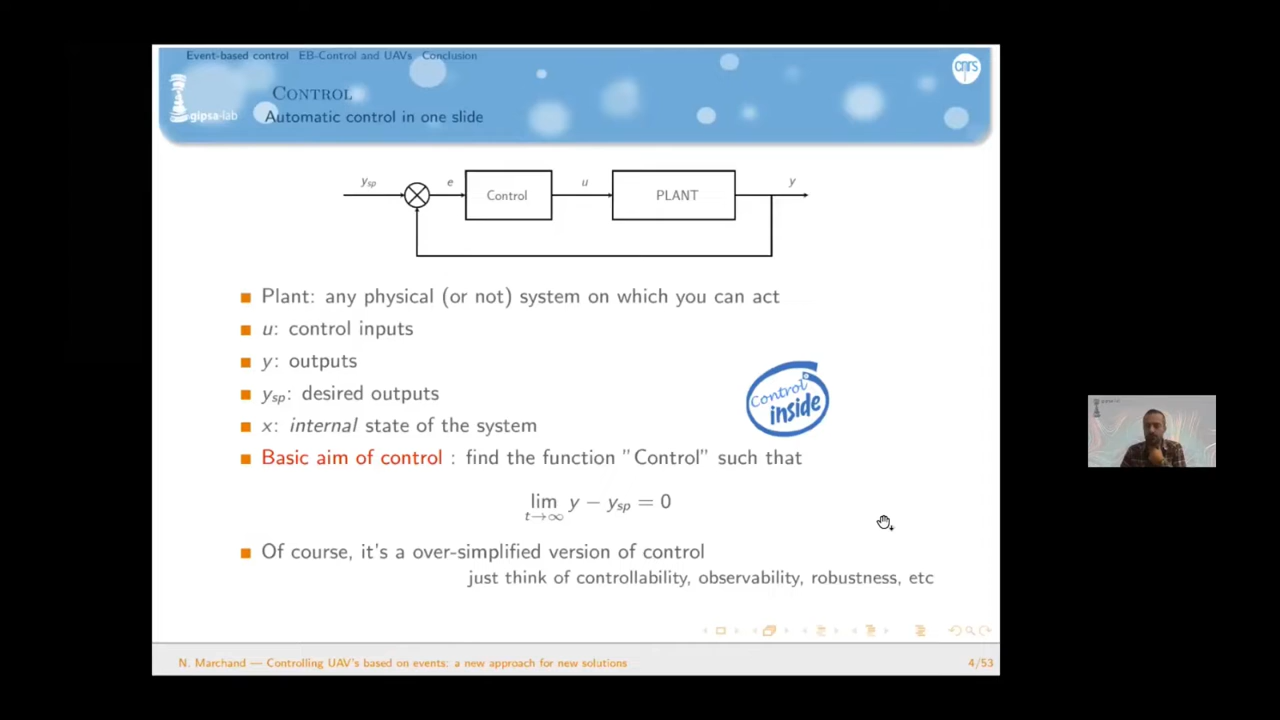 Event-based control EB-Control and UAVs Conclusion
cnrs
CONTROL
gipsa-lab
Automatic control in one slide
ysp
e
Control
u
PLANT
y
Plant: any physical (or not) system on which you can act
u: control inputs
y: outputs
ysp: desired outputs
x: internal state of the system
Control
inside
Basic aim of control : find the function "Control" such that
lim y − ysp = 0
t→∞
Of course, it's a over-simplified version of control
just think of controllability, observability, robustness, etc
N. Marchand — Controlling UAV's based on events: a new approach for new solutions
4/53